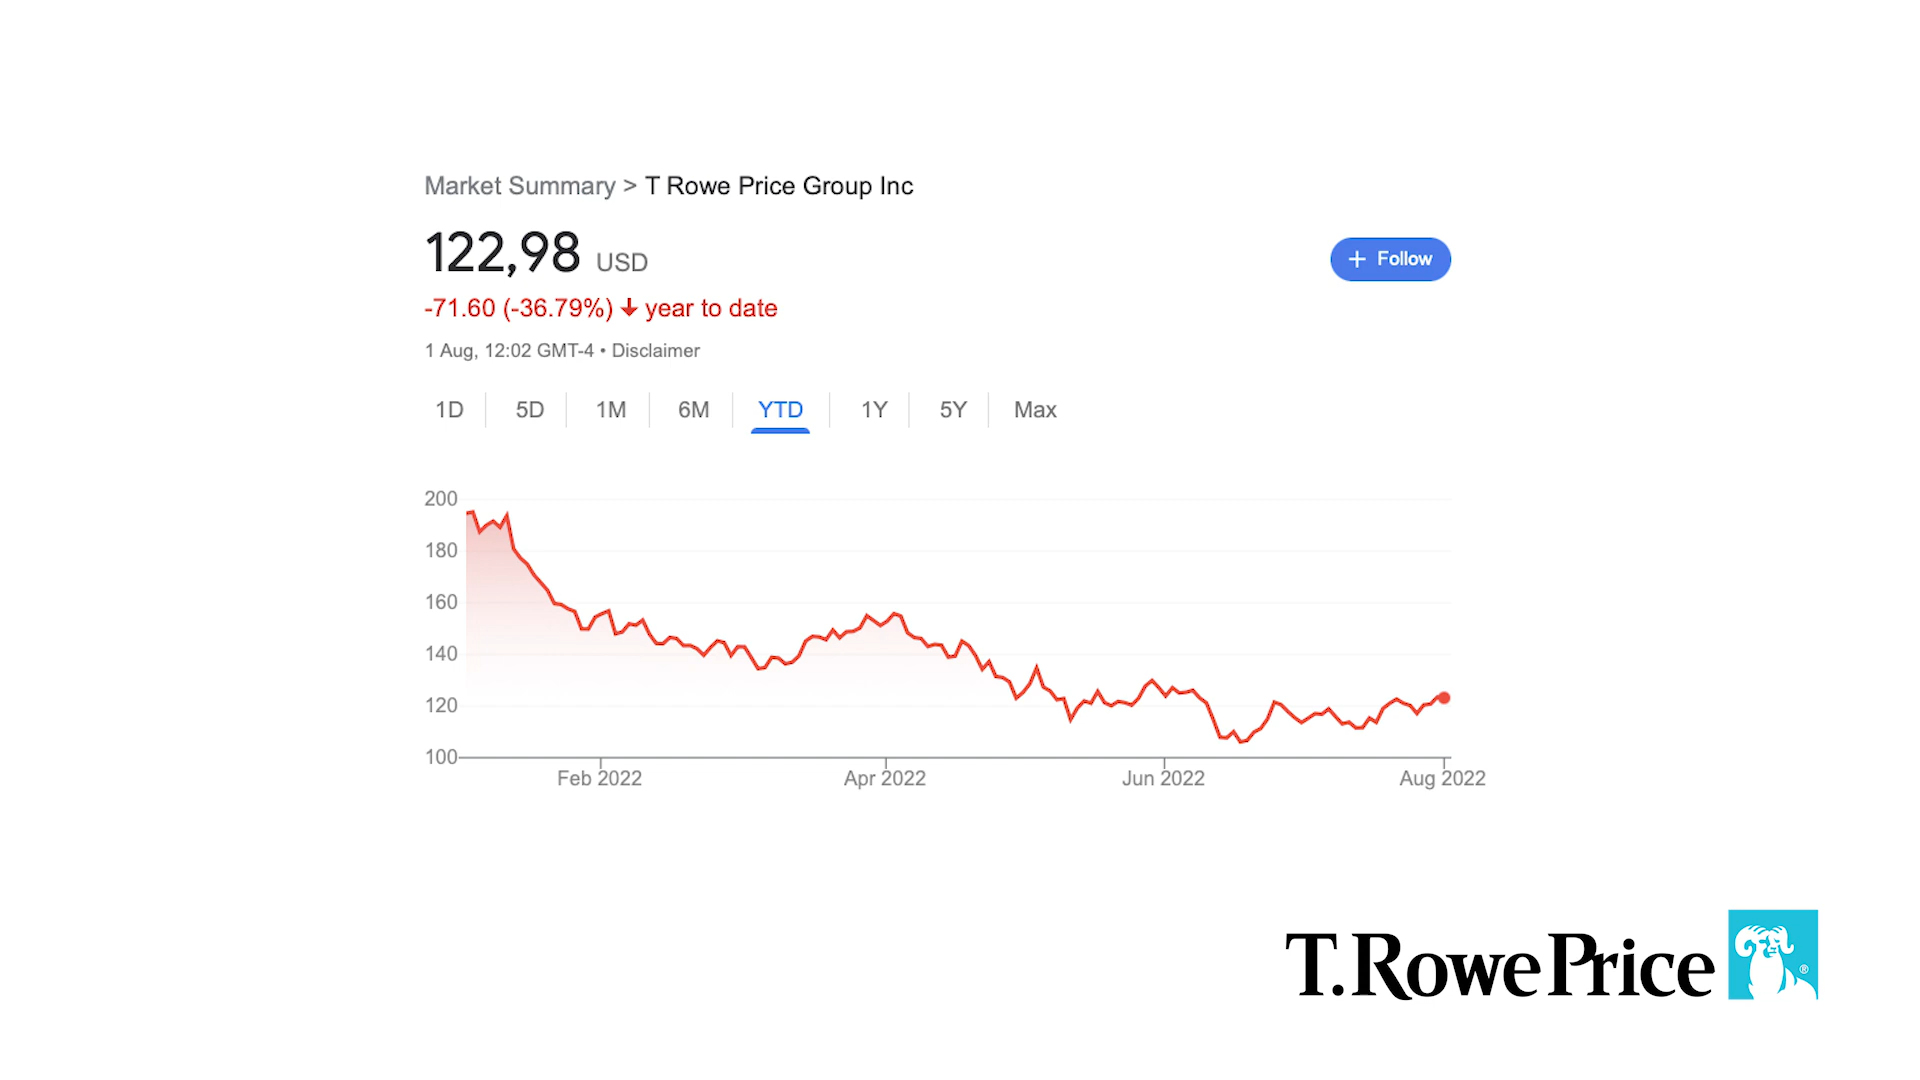 Market Summary > T Rowe Price Group Inc
122,98 USD
+ Follow
-71.60 (-36.79%) ↓ year to date
1 Aug, 12:02 GMT-4 • Disclaimer
1D 5D 1M 6M YTD 1Y 5Y Max
200
180
160
140
120
100
Feb 2022 Apr 2022 Jun 2022 Aug 2022
T.RowePrice ®